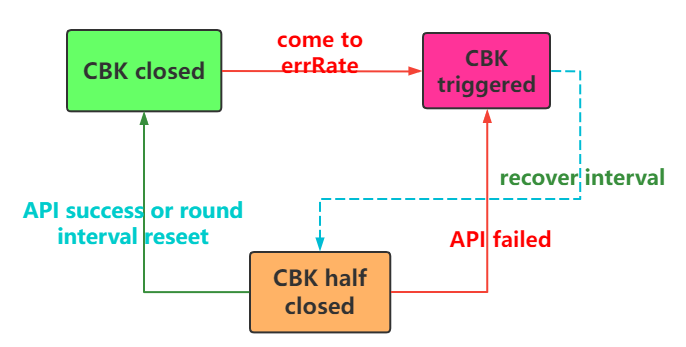 come to
errRate
CBK closed
CBK
triggered
recover interval
API success or round
interval reseet
API failed
CBK half
closed